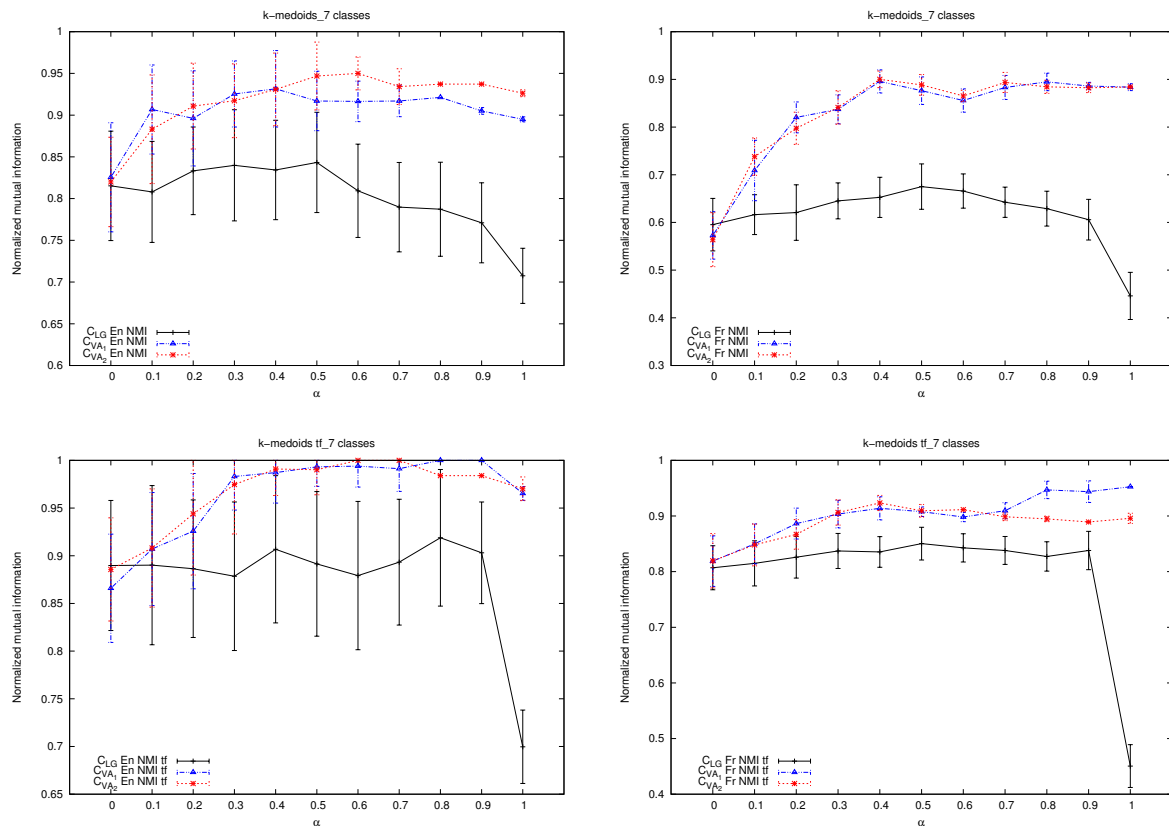 k-medoids_7 classes
1
0.95
0.9
0.85
0.8
0.75
0.7
0.65
0.6
Normalized mutual information
C_LG En NMI
C_VA1 En NMI
C_VA2 En NMI
0 0.1 0.2 0.3 0.4 0.5 0.6 0.7 0.8 0.9 1
α
k-medoids_7 classes
1
0.9
0.8
0.7
0.6
0.5
0.4
0.3
Normalized mutual information
C_LG Fr NMI
C_VA1 Fr NMI
C_VA2 Fr NMI
0 0.1 0.2 0.3 0.4 0.5 0.6 0.7 0.8 0.9 1
α
k-medoids tf_7 classes
1
0.95
0.9
0.85
0.8
0.75
0.7
0.65
Normalized mutual information
C_LG En NMI tf
C_VA1 En NMI tf
C_VA2 En NMI tf
0 0.1 0.2 0.3 0.4 0.5 0.6 0.7 0.8 0.9 1
α
k-medoids tf_7 classes
1
0.9
0.8
0.7
0.6
0.5
0.4
Normalized mutual information
C_LG Fr NMI tf
C_VA1 Fr NMI tf
C_VA2 Fr NMI tf
0 0.1 0.2 0.3 0.4 0.5 0.6 0.7 0.8 0.9 1
α